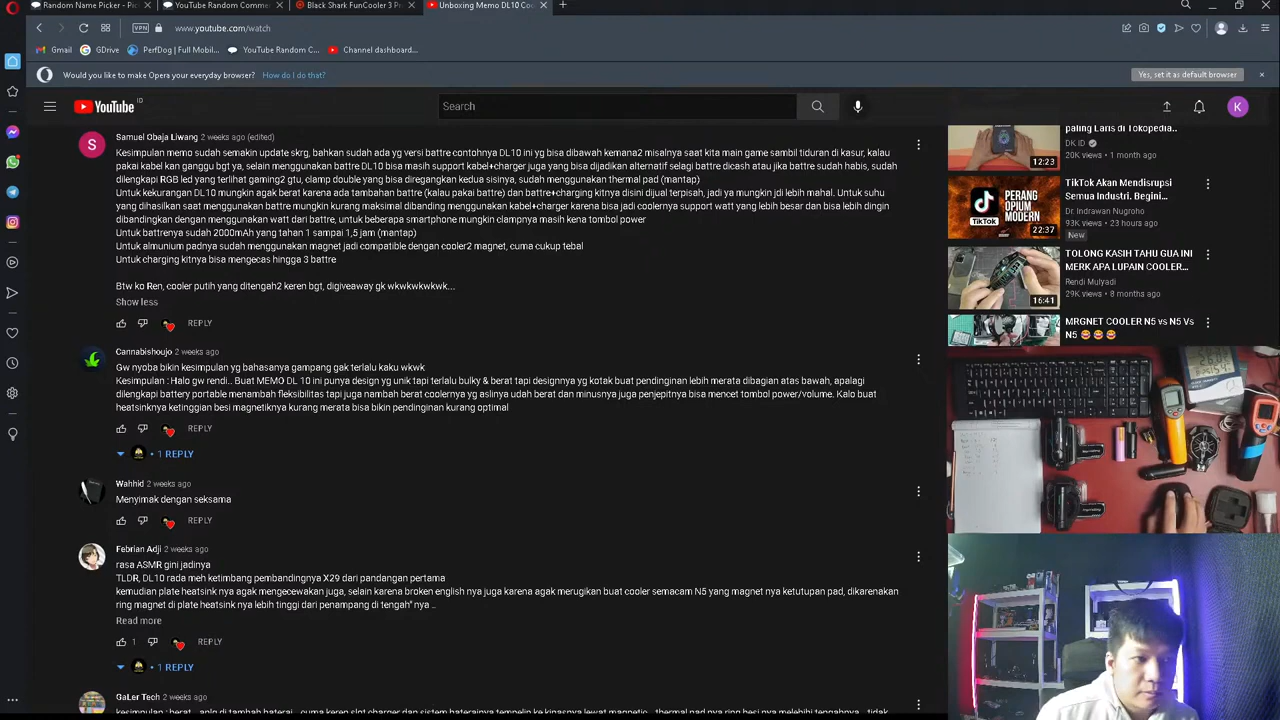 Random Name Picker - Pro
YouTube Random Comme
Black Shark FunCooler 3 P
Unboxing Memo DL10 Coo
VPN
www.youtube.com/watch
Gmail
GDrive
PerfDog | Full Mobil...
YouTube Random C...
Channel dashboard...
Would you like to make Opera your everyday browser?
How do I do that?
Yes, set it as default browser
YouTube
ID
Search
K
S
Samuel Obaja Liwang 2 weeks ago (edited)
Kesimpulan memo sudah semakin update skrg, bahkan sudah ada yg versi battre contohnya DL10 ini yg bisa dibawah kemana2 misalnya saat kita main game sambil tiduran di kasur, kalau
pakai kabel kan ganggu bgt ya, selain menggunakan battre DL10 bisa masih support kabel+charger juga yang bisa dijadikan alternatif selagi battre dicash atau jika battre sudah habis, sudah
dilengkapi RGB led yang terlihat gaming2 gtu, clamp double yang bisa diregangkan kedua sisinya, sudah menggunakan thermal pad (mantap)
Untuk kekurangan DL10 mungkin agak berat karena ada tambahan battre (kalau pakai battre) dan battre+charging kitnya disini dijual terpisah, jadi ya mungkin jdi lebih mahal. Untuk suhu
yang dihasilkan saat menggunakan battre mungkin kurang maksimal dibanding menggunakan kabel+charger karena bisa jadi coolernya support watt yang lebih besar dan bisa lebih dingin
dibandingkan dengan menggunakan watt dari battre, untuk beberapa smartphone mungkin clampnya masih kena tombol power
Untuk battrenya sudah 2000mAh yang tahan 1 sampai 1,5 jam (mantap)
Untuk almunium padnya sudah menggunakan magnet jadi compatible dengan cooler2 magnet, cuma cukup tebal
Untuk charging kitnya bisa mengecas hingga 3 battre
Btw ko Ren, cooler putih yang ditengah2 keren bgt, digiveaway gk wkwkwkwkwk...
Show less
REPLY
Cannabishoujo 2 weeks ago
Gw nyoba bikin kesimpulan yg bahasanya gampang gak terlalu kaku wkwk
Kesimpulan : Halo gw rendi.. Buat MEMO DL 10 ini punya design yg unik tapi terlalu bulky & berat tapi designnya yg kotak buat pendinginan lebih merata dibagian atas bawah, apalagi
dilengkapi battery portable menambah fleksibilitas tapi juga nambah berat coolernya yg aslinya udah berat dan minusnya juga penjepitnya bisa mencet tombol power/volume. Kalo buat
heatsinknya ketinggian besi magnetiknya kurang merata bisa bikin pendinginan kurang optimal
REPLY
• 1 REPLY
Wahhid 2 weeks ago
Menyimak dengan seksama
REPLY
Febrian Adji 2 weeks ago
rasa ASMR gini jadinya
TLDR, DL10 rada meh ketimbang pembandingnya X29 dari pandangan pertama
kemudian plate heatsink nya agak mengecewakan juga, selain karena broken english nya juga karena agak merugikan buat cooler semacam N5 yang magnet nya ketutupan pad, dikarenakan
ring magnet di plate heatsink nya lebih tinggi dari penampang di tengah" nya ..
Read more
1
REPLY
• 1 REPLY
GaLer Tech 2 weeks ago
paling Laris di Tokopedia..
DK ID
20K views • 1 month ago
12:23
PERANG
OPIUM
MODERN
22:37
TikTok Akan Mendisrupsi
Semua Industri. Begini...
Dr. Indrawan Nugroho
93K views • 23 hours ago
New
16:41
TOLONG KASIH TAHU GUA INI
MERK APA LUPAIN COOLER...
Rendi Mulyadi
29K views • 8 months ago
MRGNET COOLER N5 vs N5 Vs
N5